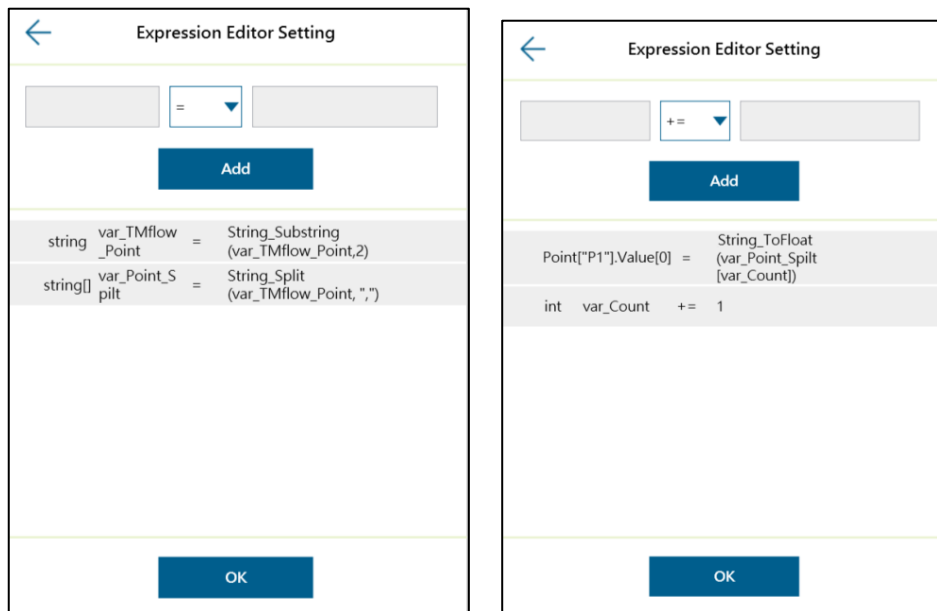 Expression Editor Setting
=
Add
string var_TMflow = String_Substring
_Point (var_TMflow_Point,2)
string[] var_Point_S = String_Split
pilt (var_TMflow_Point, ",")
OK
Expression Editor Setting
+=
Add
String_ToFloat
Point["P1"].Value[0] = (var_Point_Spilt
[var_Count])
int var_Count += 1
OK